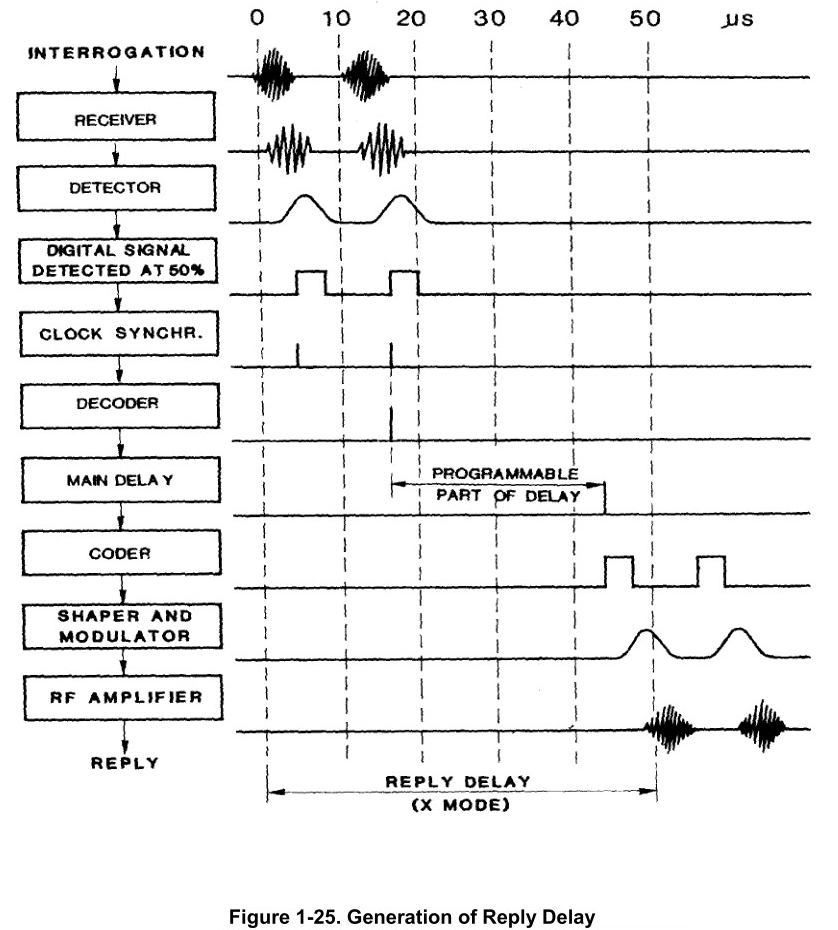 0 10 20 30 40 50 µs
INTERROGATION
RECEIVER
DETECTOR
DIGITAL SIGNAL
DETECTED AT 50%
CLOCK SYNCHR.
DECODER
MAIN DELAY
PROGRAMMABLE
PART OF DELAY
CODER
SHAPER AND
MODULATOR
RF AMPLIFIER
REPLY
REPLY DELAY
(X MODE)
Figure 1-25. Generation of Reply Delay